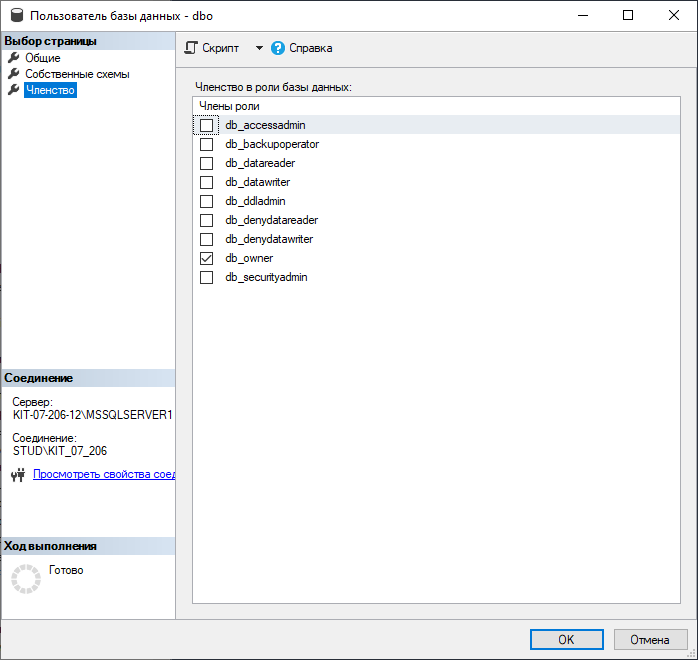 Пользователь базы данных - dbo
Выбор страницы
Общие
Собственные схемы
Членство
Скрипт
Справка
Членство в роли базы данных:
Члены роли
db_accessadmin
db_backupoperator
db_datareader
db_datawriter
db_ddladmin
db_denydatareader
db_denydatawriter
db_owner
db_securityadmin
Соединение
Сервер:
KIT-07-206-12\MSSQLSERVER1
Соединение:
STUD\KIT_07_206
Просмотреть свойства соед
Ход выполнения
Готово
OK
Отмена